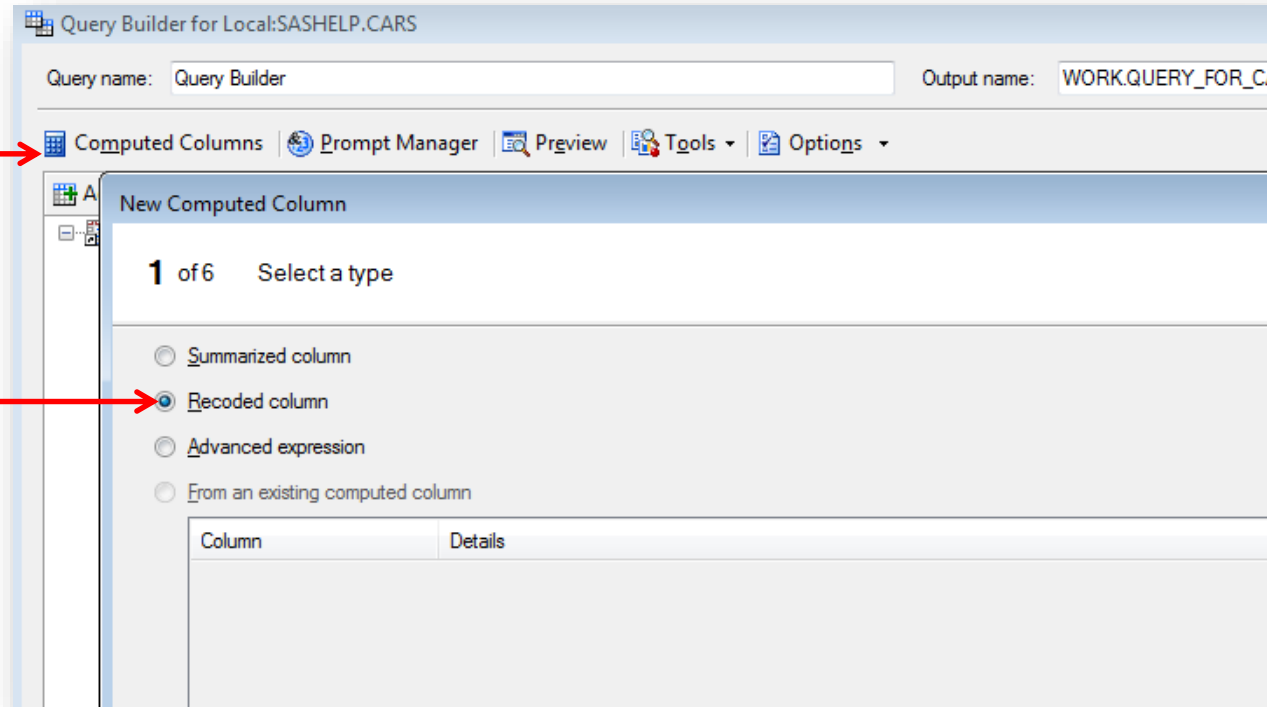 Query Builder for Local:SASHELP.CARS
Query name: Query Builder Output name: WORK.QUERY_FOR_CA
Computed Columns Prompt Manager Preview Tools Options
A
New Computed Column
1 of 6 Select a type
Summarized column
Recoded column
Advanced expression
From an existing computed column
Column Details